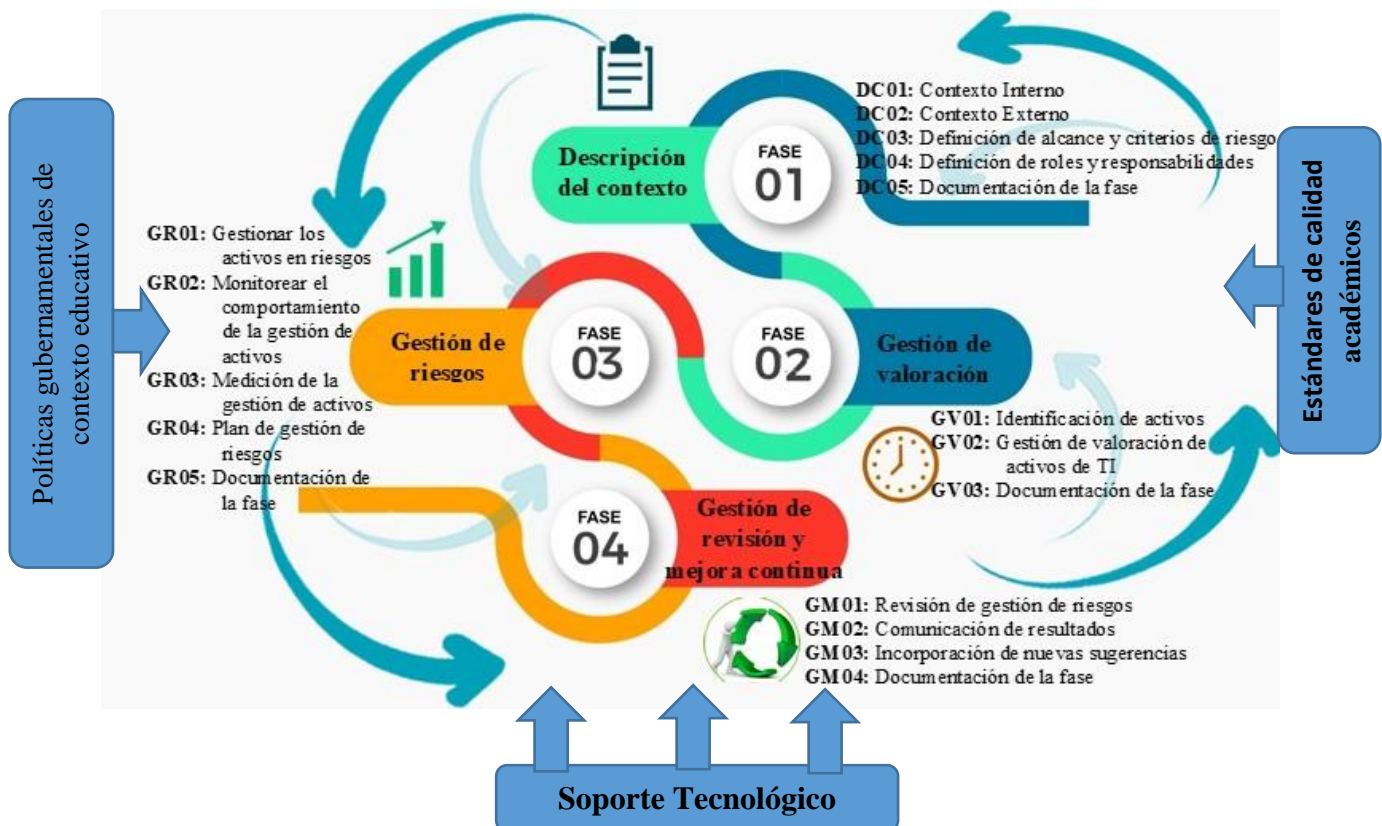 Políticas gubernamentales de
contexto educativo
Descripción
del contexto
FASE
01
DC01: Contexto Interno
DC02: Contexto Externo
DC03: Definición de alcance y criterios de riesgo
DC04: Definición de roles y responsabilidades
DC05: Documentación de la fase
Estándares de calidad
académicos
FASE
02
Gestión de
valoración
GV01: Identificación de activos
GV02: Gestión de valoración de
activos de TI
GV03: Documentación de la fase
GR01: Gestionar los
activos en riesgos
GR02: Monitorear el
comportamiento
de la gestión de
activos
GR03: Medición de la
gestión de activos
GR04: Plan de gestión de
riesgos
GR05: Documentación de
la fase
Gestión de
riesgos
FASE
03
FASE
04
Gestión de
revisión y
mejora continua
GM01: Revisión de gestión de riesgos
GM02: Comunicación de resultados
GM03: Incorporación de nuevas sugerencias
GM04: Documentación de la fase
Soporte Tecnológico